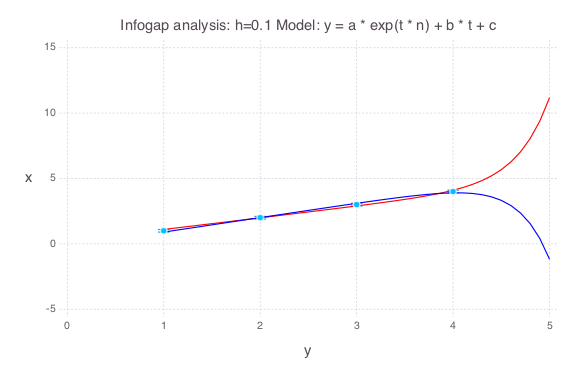 Infogap analysis: h=0.1 Model: y = a * exp(t * n) + b * t + c
15
10
x
5
0
-5
0 1 2 3 4 5
y